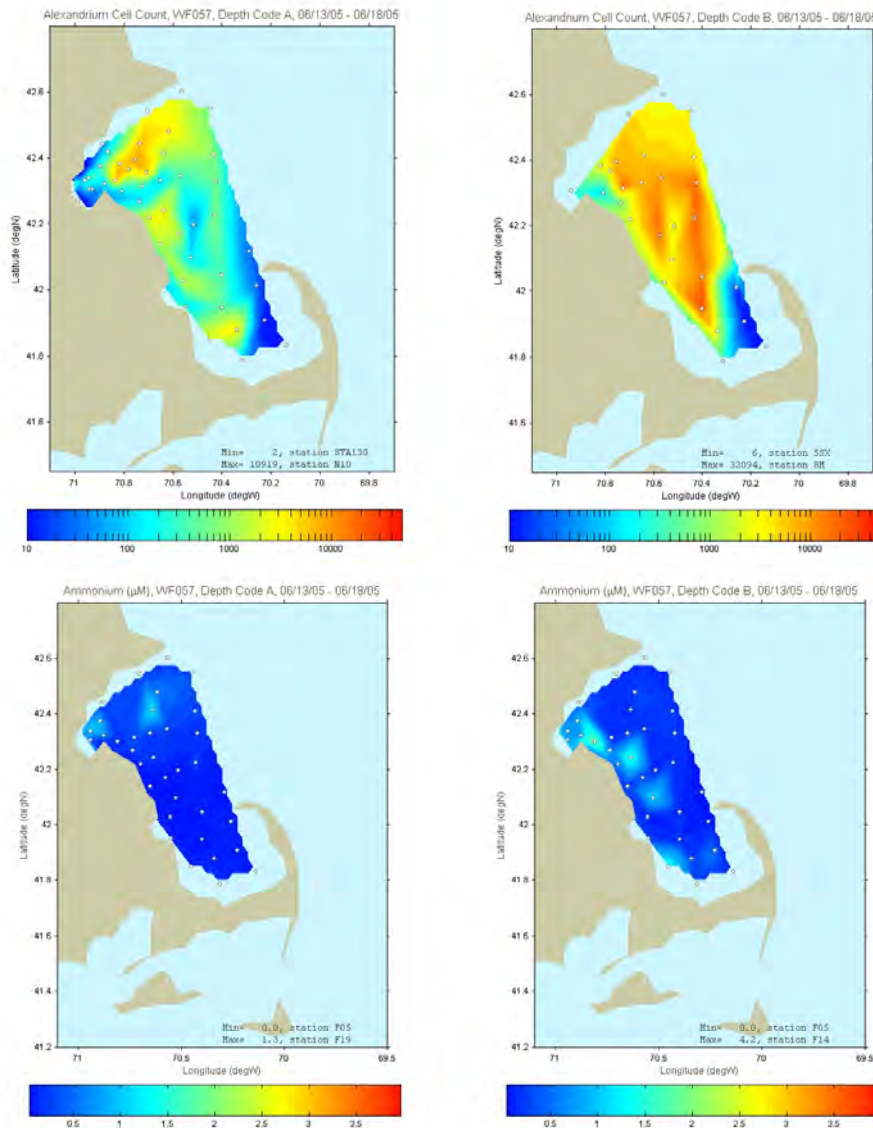 Alexandrium Cell Count, WF057, Depth Code A, 06/13/05 - 06/18/05
42.6
42.4
42.2
42
41.8
41.6
Latitude (degN)
Min= 2, station STA130
Max= 10919, station N10
71 70.8 70.6 70.4 70.2 70 69.8
Longitude (degW)
10 100 1000 10000
Alexandrium Cell Count, WF057, Depth Code B, 06/13/05 - 06/18/05
42.6
42.4
42.2
42
41.8
41.6
Latitude (degN)
Min= 6, station 5SX
Max= 32094, station 8M
71 70.8 70.6 70.4 70.2 70 69.8
Longitude (degW)
10 100 1000 10000
Ammonium (µM), WF057, Depth Code A, 06/13/05 - 06/18/05
42.6
42.4
42.2
42
41.8
41.6
41.4
41.2
Latitude (degN)
Min= 0.0, station F05
Max= 1.3, station F19
71 70.5 70 69.5
Longitude (degW)
0.5 1 1.5 2 2.5 3 3.5
Ammonium (µM), WF057, Depth Code B, 06/13/05 - 06/18/05
42.6
42.4
42.2
42
41.8
41.6
41.4
41.2
Latitude (degN)
Min= 0.0, station F05
Max= 4.2, station F14
71 70.5 70 69.5
Longitude (degW)
0.5 1 1.5 2 2.5 3 3.5